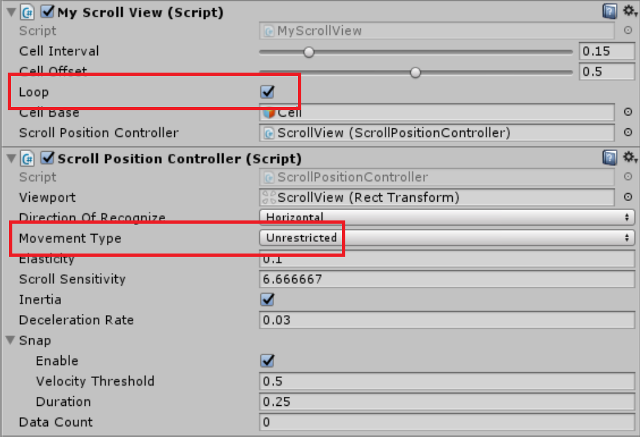 My Scroll View (Script)
Script MyScrollView
Cell Interval 0.15
Cell Offset 0.5
Loop
Cell Base Cell
Scroll Position Controller ScrollView (ScrollPositionController)
Scroll Position Controller (Script)
Script ScrollPositionController
Viewport ScrollView (Rect Transform)
Direction Of Recognize Horizontal
Movement Type Unrestricted
Elasticity 0.1
Scroll Sensitivity 6.666667
Inertia
Deceleration Rate 0.03
Snap
Enable
Velocity Threshold 0.5
Duration 0.25
Data Count 0